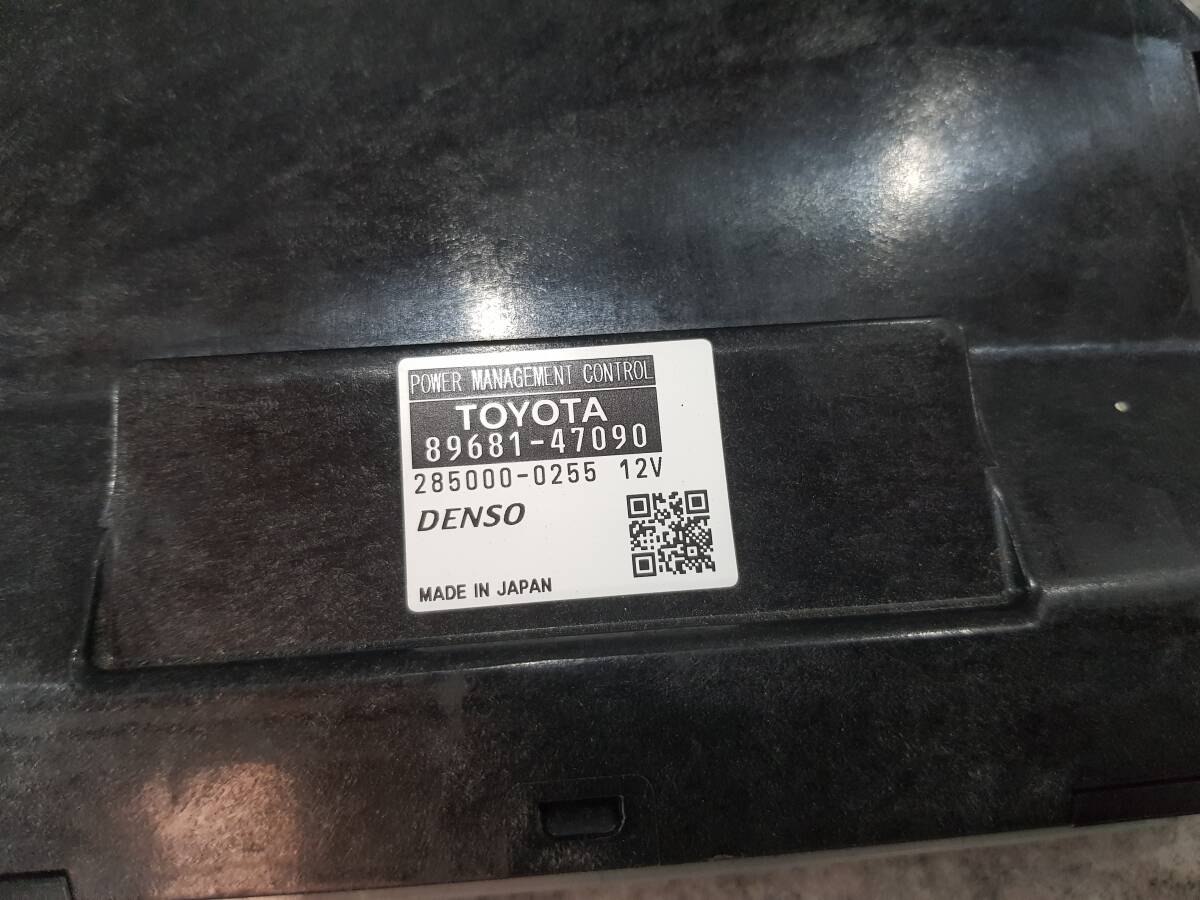 POWER MANAGEMENT CONTROL
TOYOTA
89681-47090
285000-0255 12V
DENSO
MADE IN JAPAN